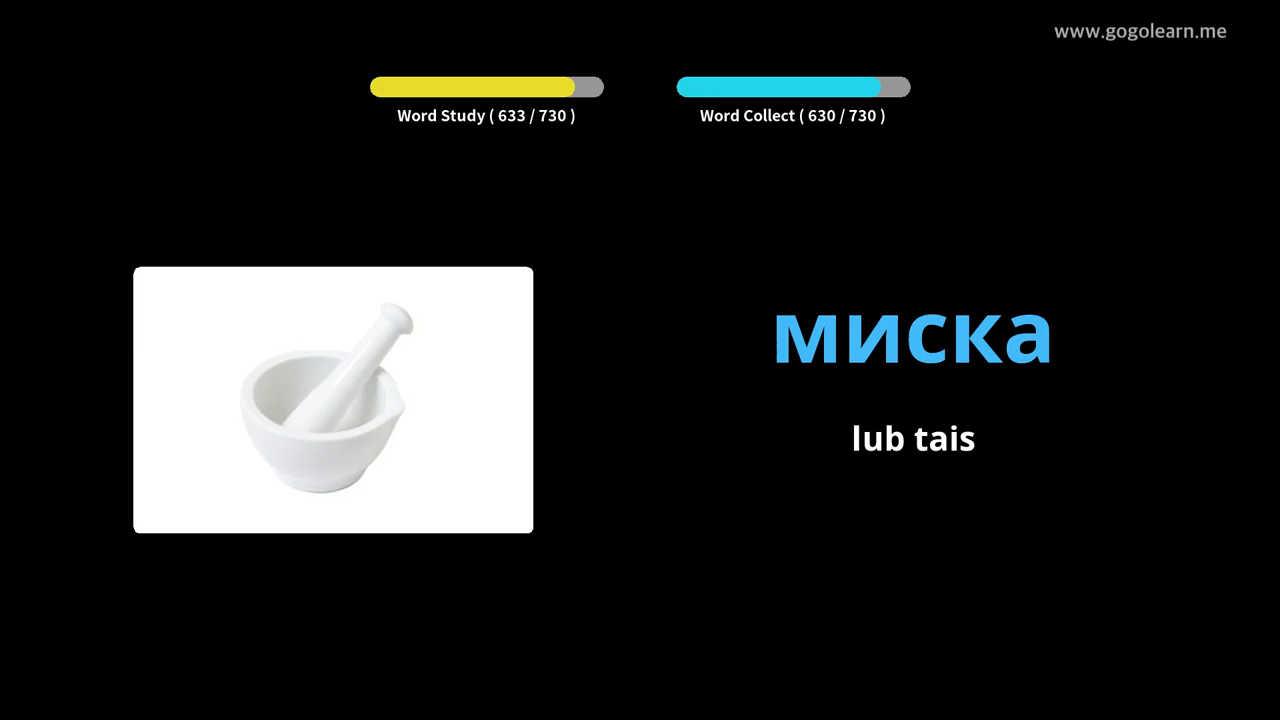 www.gogolearn.me
Word Study ( 633 / 730 )
Word Collect ( 630 / 730 )
миска
lub tais